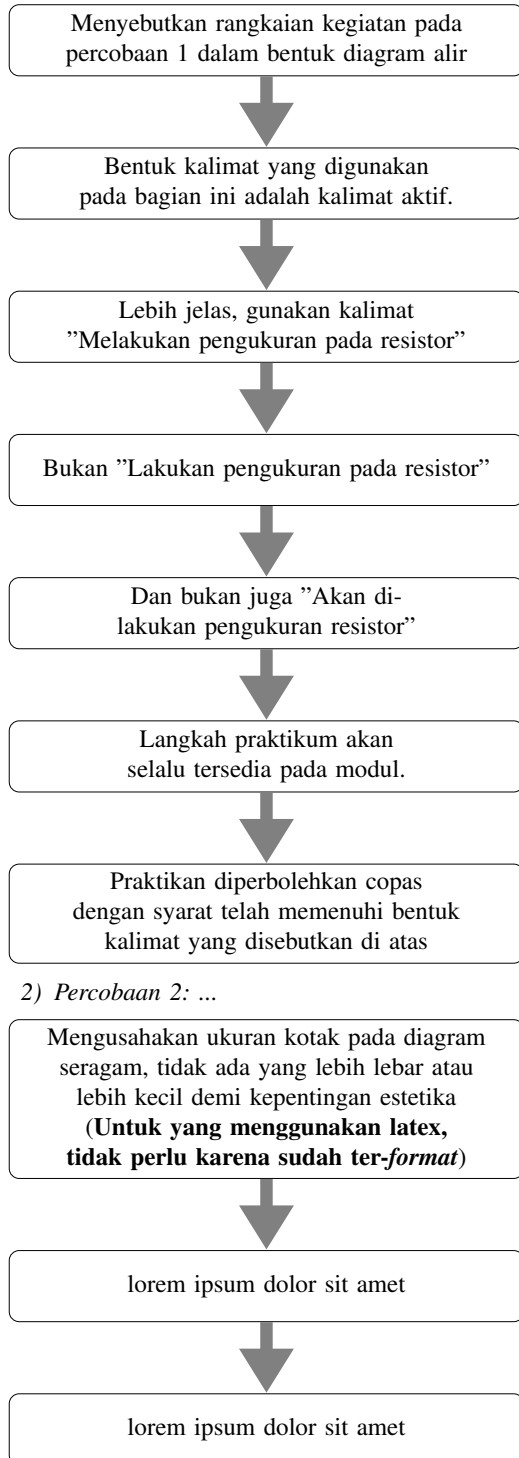 Menyebutkan rangkaian kegiatan pada
percobaan 1 dalam bentuk diagram alir
Bentuk kalimat yang digunakan
pada bagian ini adalah kalimat aktif.
Lebih jelas, gunakan kalimat
”Melakukan pengukuran pada resistor”
Bukan ”Lakukan pengukuran pada resistor”
Dan bukan juga ”Akan di-
lakukan pengukuran resistor”
Langkah praktikum akan
selalu tersedia pada modul.
Praktikan diperbolehkan copas
dengan syarat telah memenuhi bentuk
kalimat yang disebutkan di atas
2) Percobaan 2: ...
Mengusahakan ukuran kotak pada diagram
seragam, tidak ada yang lebih lebar atau
lebih kecil demi kepentingan estetika
(Untuk yang menggunakan latex,
tidak perlu karena sudah ter-format)
lorem ipsum dolor sit amet
lorem ipsum dolor sit amet